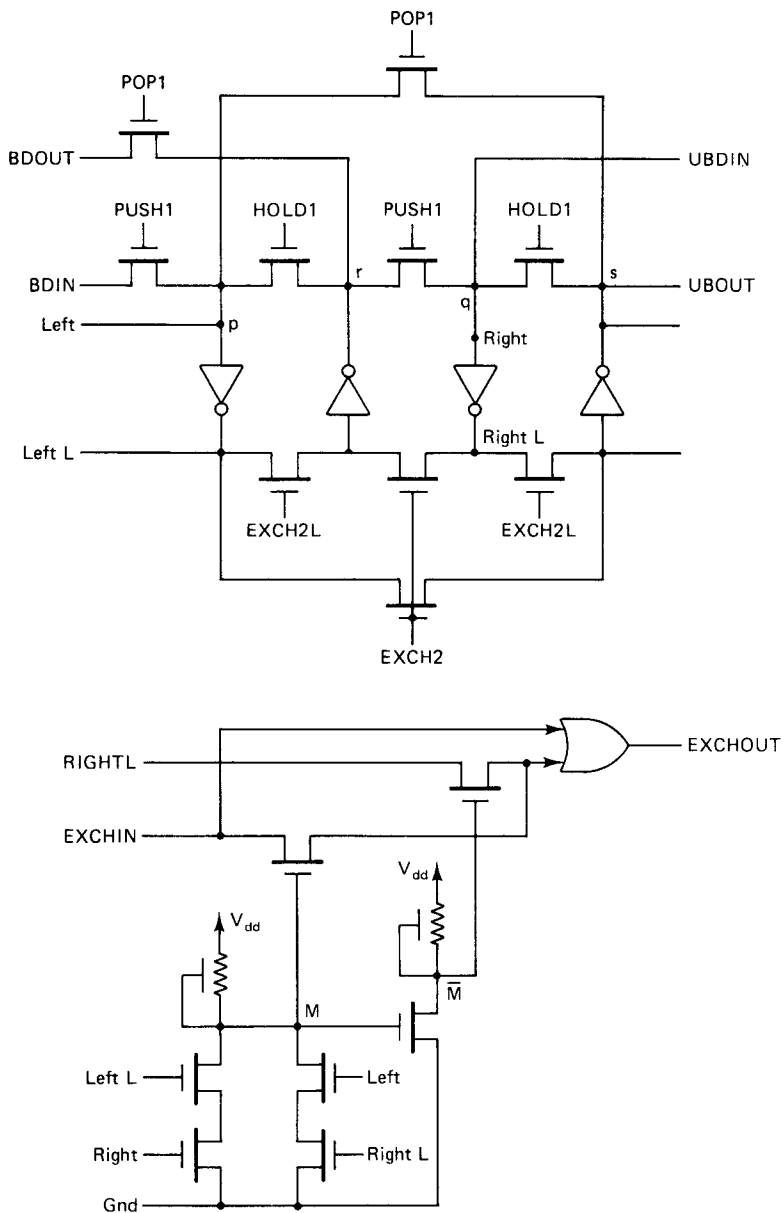 POP1
POP1
BDOUT
UBDIN
PUSH1
HOLD1
PUSH1
HOLD1
r
s
BDIN
q
UBOUT
Left
p
Right
Left L
Right L
EXCH2L
EXCH2L
EXCH2
RIGHTL
EXCHOUT
EXCHIN
Vdd
Vdd
M
M̅
Left L
Left
Right
Right L
Gnd